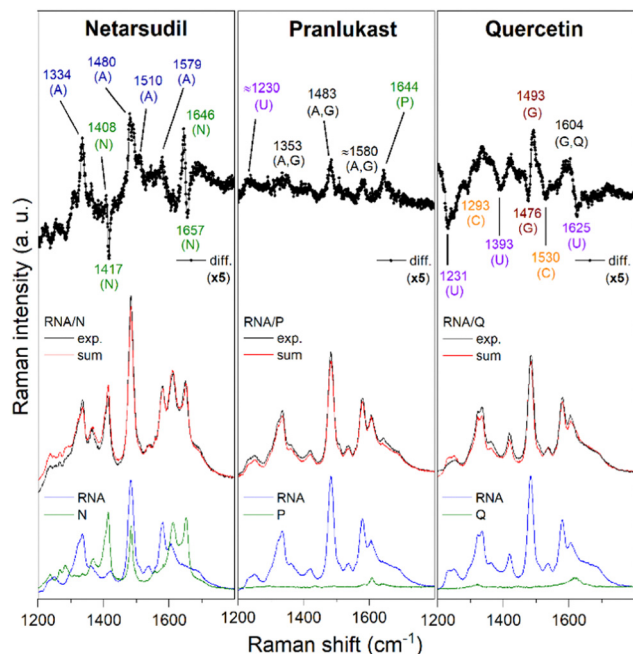 Netarsudil
Pranlukast
Quercetin
1334
(A)
1480
(A)
1510
(A)
1579
(A)
1408
(N)
1646
(N)
1417
(N)
1657
(N)
diff.
(x5)
≈1230
(U)
1353
(A,G)
1483
(A,G)
≈1580
(A,G)
1644
(P)
diff.
(x5)
1493
(G)
1604
(G,Q)
1293
(C)
1476
(G)
1393
(U)
1530
(C)
1625
(U)
1231
(U)
diff.
(x5)
RNA/N
exp.
sum
RNA/P
exp.
sum
RNA/Q
exp.
sum
RNA
N
RNA
P
RNA
Q
1200 1400 1600
1200 1400 1600
1200 1400 1600
Raman intensity (a. u.)
Raman shift (cm⁻¹)